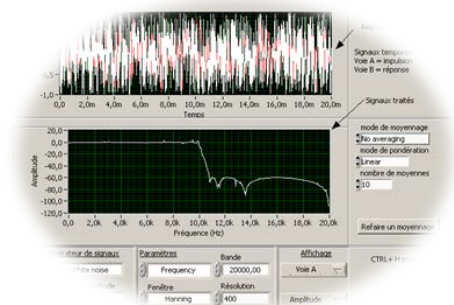 Signaux tempo
Voie A = impulsion
Voie B = réponse
-1,0
0,0 2,0m 4,0m 6,0m 8,0m 10,0m 12,0m 14,0m 16,0m 18,0m 20,0m
Temps
Signaux traités
20,0
0,0
-20,0
-40,0
-60,0
-80,0
-100,0
-120,0
Amplitude
0,0 2,0k 4,0k 6,0k 8,0k 10,0k 12,0k 14,0k 16,0k 18,0k 20,0k
Fréquence (Hz)
mode de moyennage
No averaging
mode de pondération
Linear
nombre de moyennes
10
Refaire un moyennage
de signaux
white noise
Paramètres
Frequency
Fenêtre
Hanning
Bande
20000,00
Résolution
400
Affichage
Voie A
Amplitude
CTRL+ H